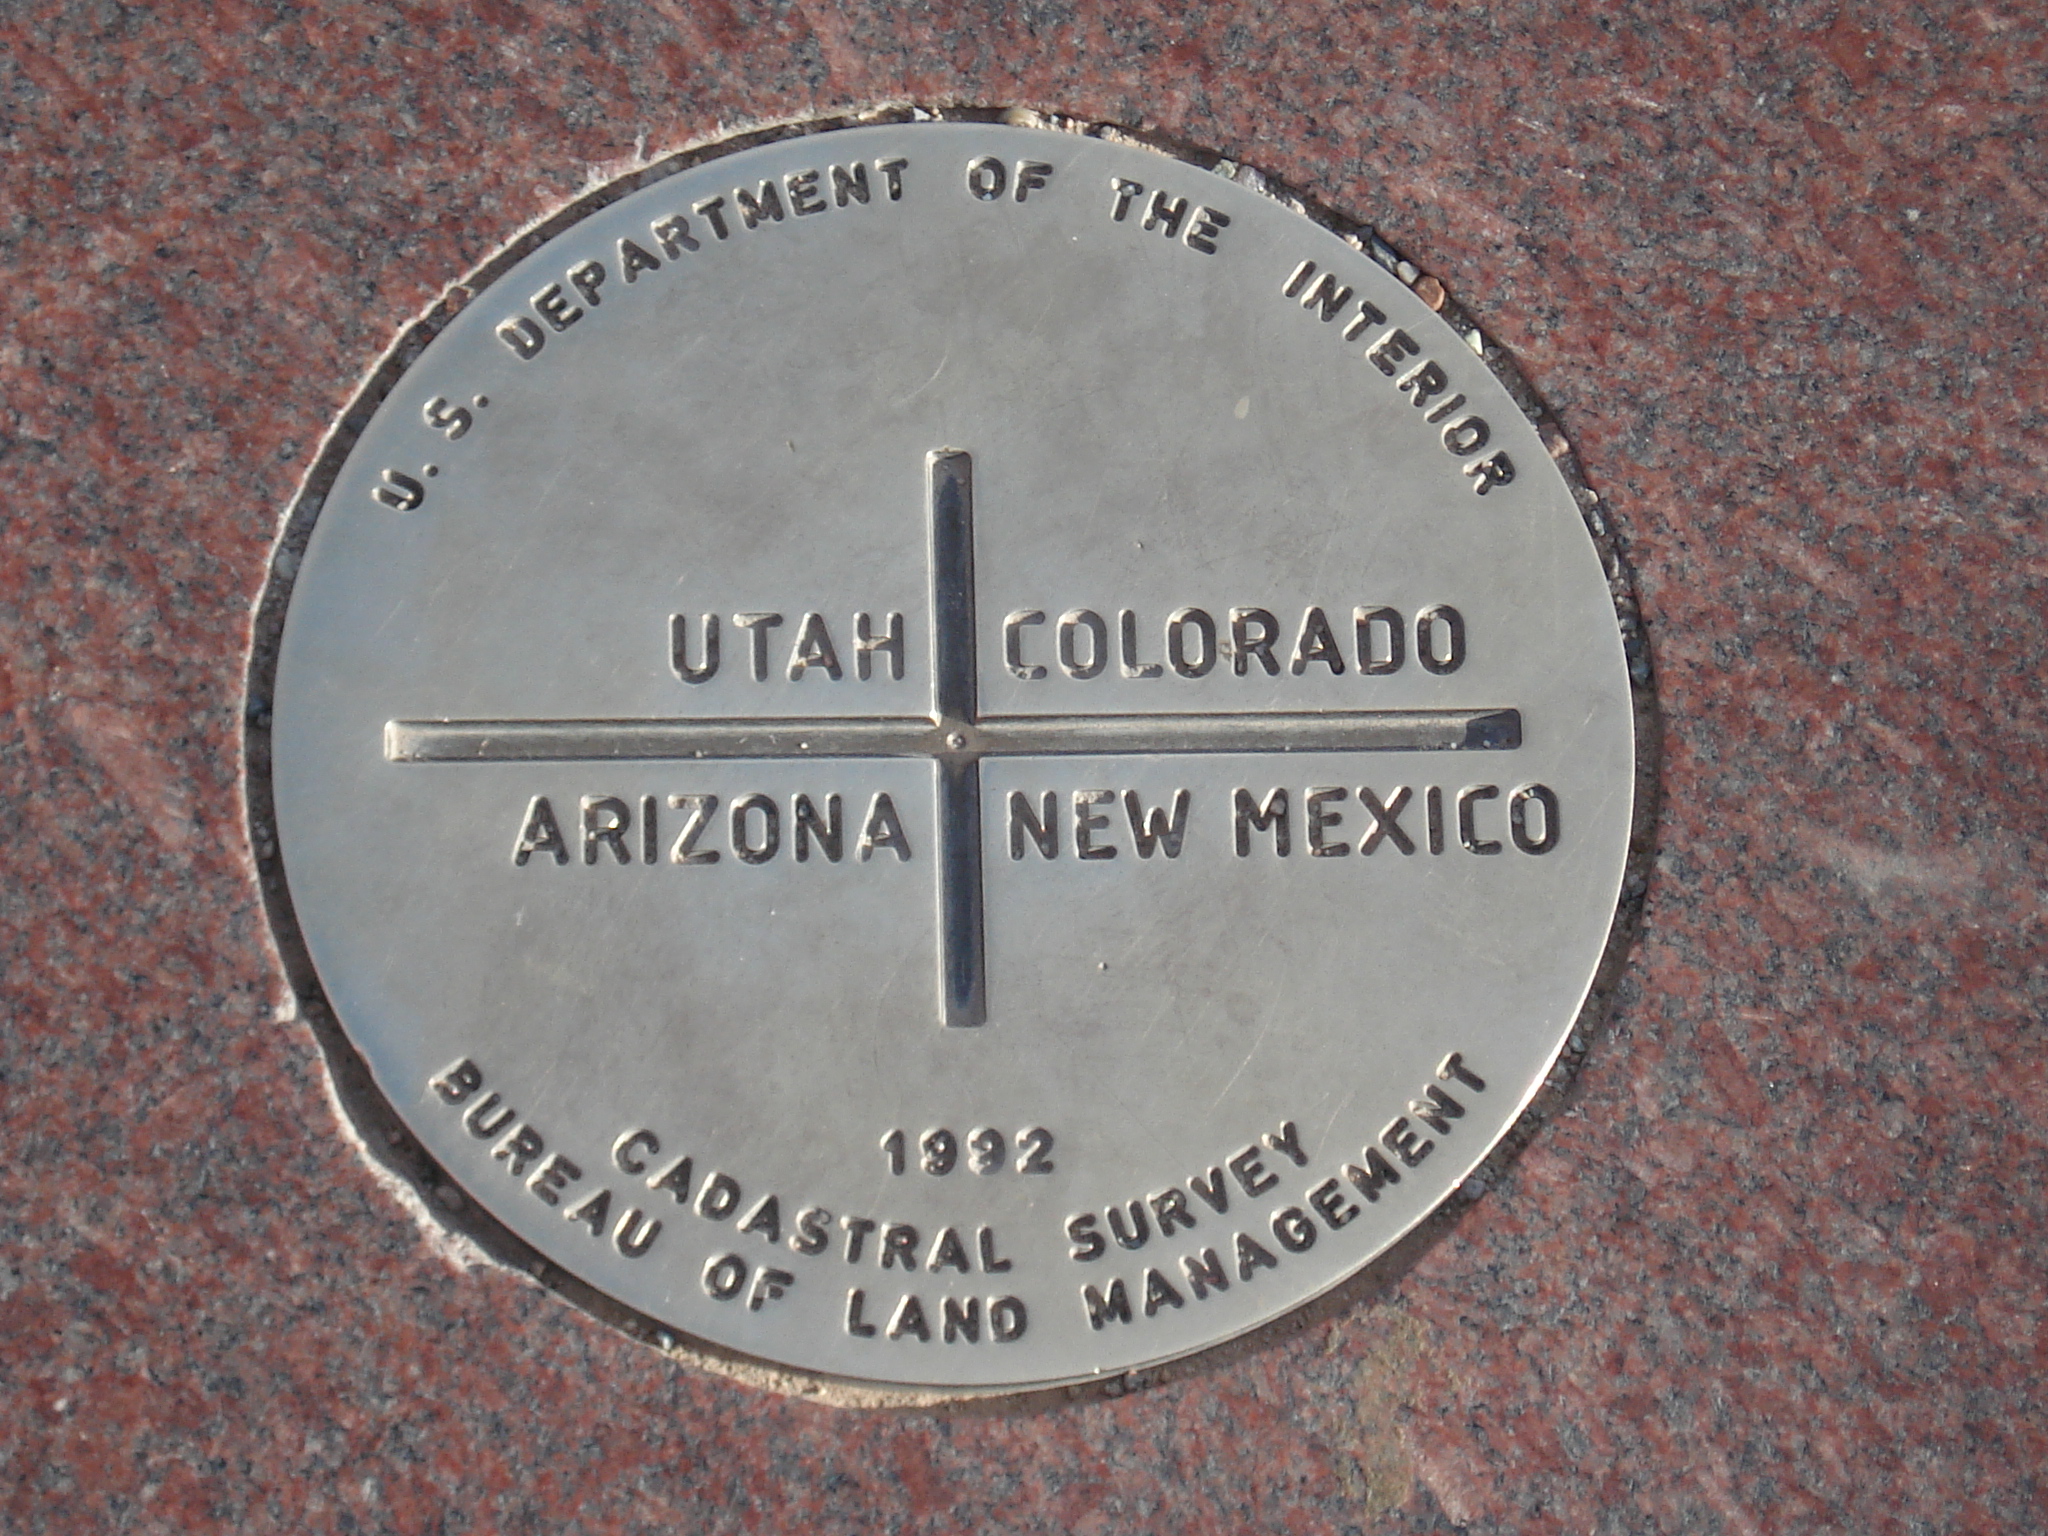 U. S. DEPARTMENT OF THE INTERIOR
UTAH COLORADO
ARIZONA NEW MEXICO
1992
CADASTRAL SURVEY
BUREAU OF LAND MANAGEMENT